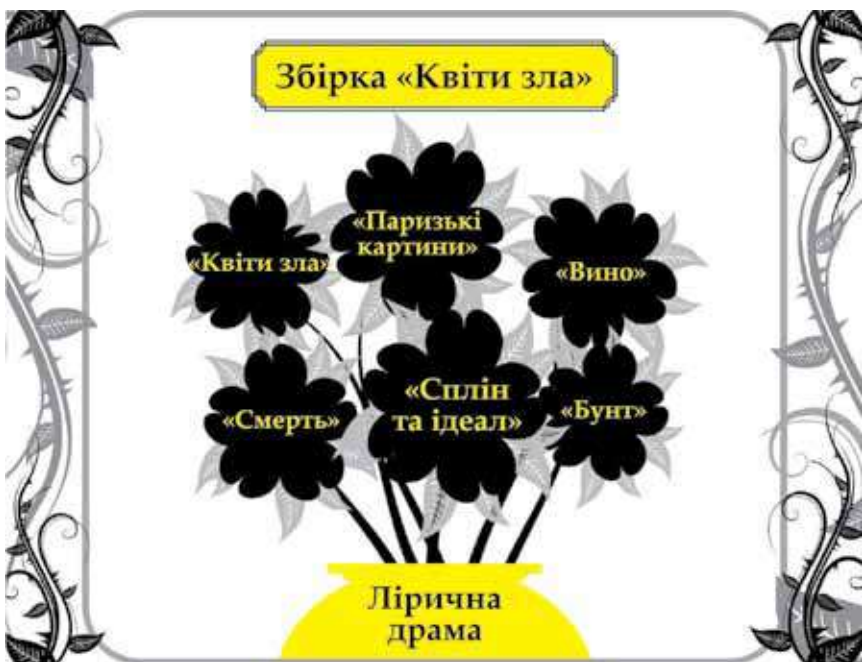 Збірка «Квіти зла»
«Паризькі
картини»
«Квіти зла»
«Вино»
«Сплін
та ідеал»
«Смерть»
«Бунт»
Лірична
драма